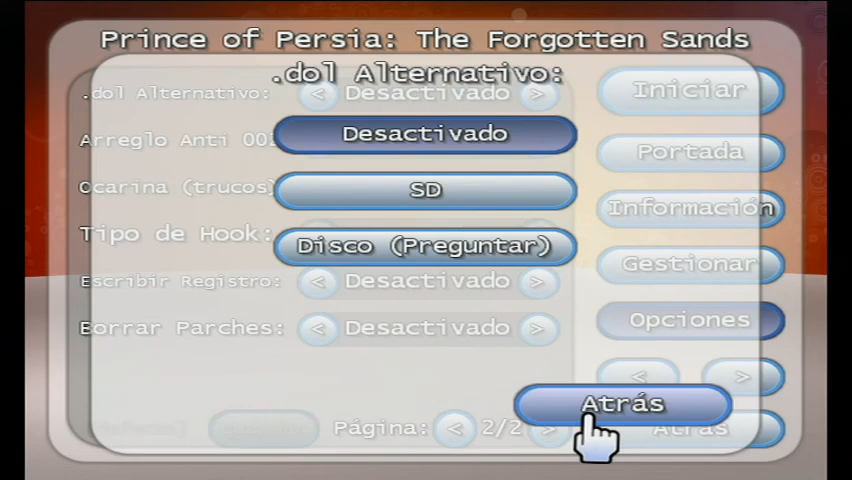 Prince of Persia: The Forgotten Sands
.dol Alternativo:
.dol Alternativo: < Desactivado > Iniciar
Desactivado
Arreglo Anti 002 Portada
Ocarina (trucos) SD
Información
Tipo de Hook: Disco (Preguntar)
Gestionar
Escribir Registro: < Desactivado >
Opciones
Borrar Parches: < Desactivado >
< >
Atrás
Página: < 2/2 > Atrás